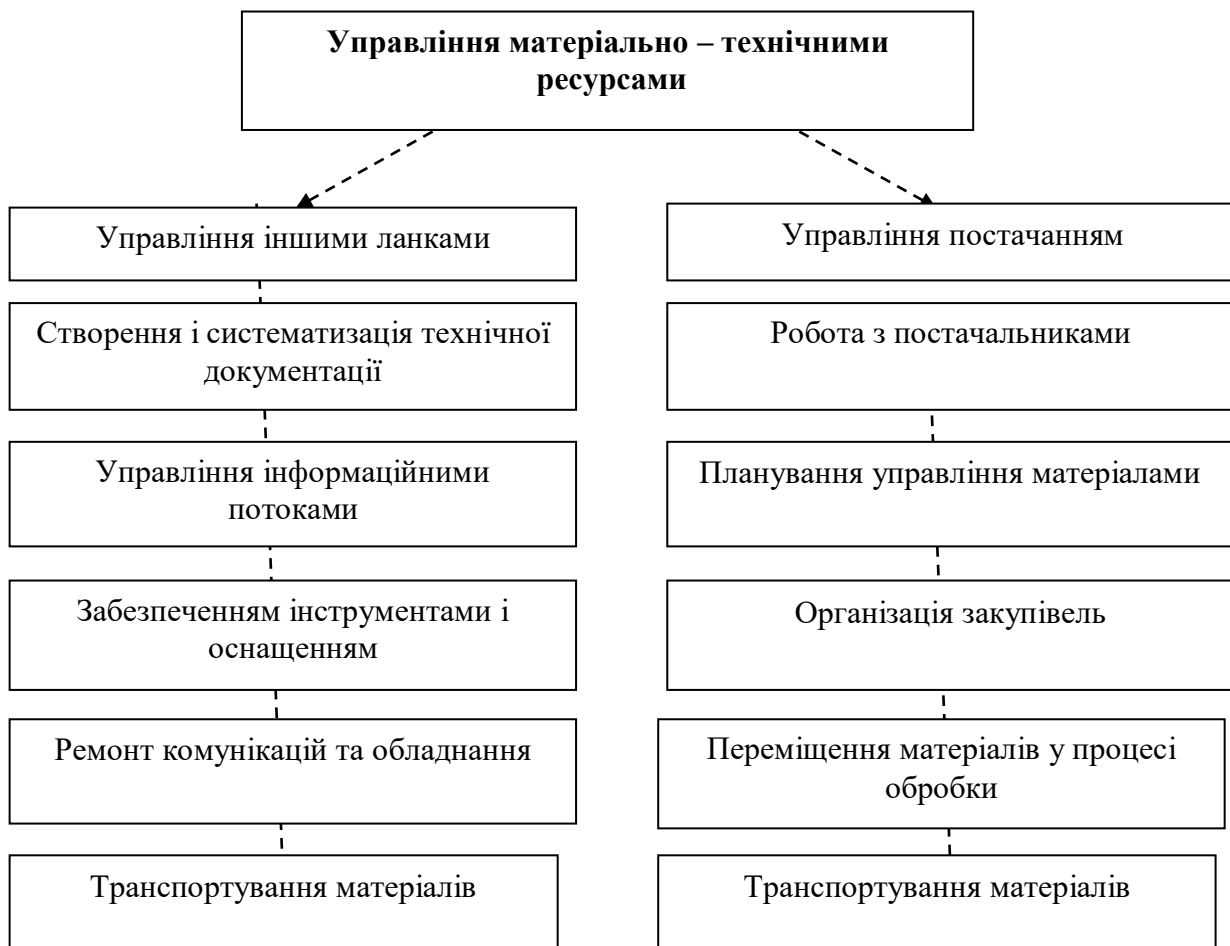 Управління матеріально – технічними
ресурсами
Управління іншими ланками
Управління постачанням
Створення і систематизація технічної
документації
Робота з постачальниками
Управління інформаційними
потоками
Планування управління матеріалами
Забезпеченням інструментами і
оснащенням
Організація закупівель
Ремонт комунікацій та обладнання
Переміщення матеріалів у процесі
обробки
Транспортування матеріалів
Транспортування матеріалів